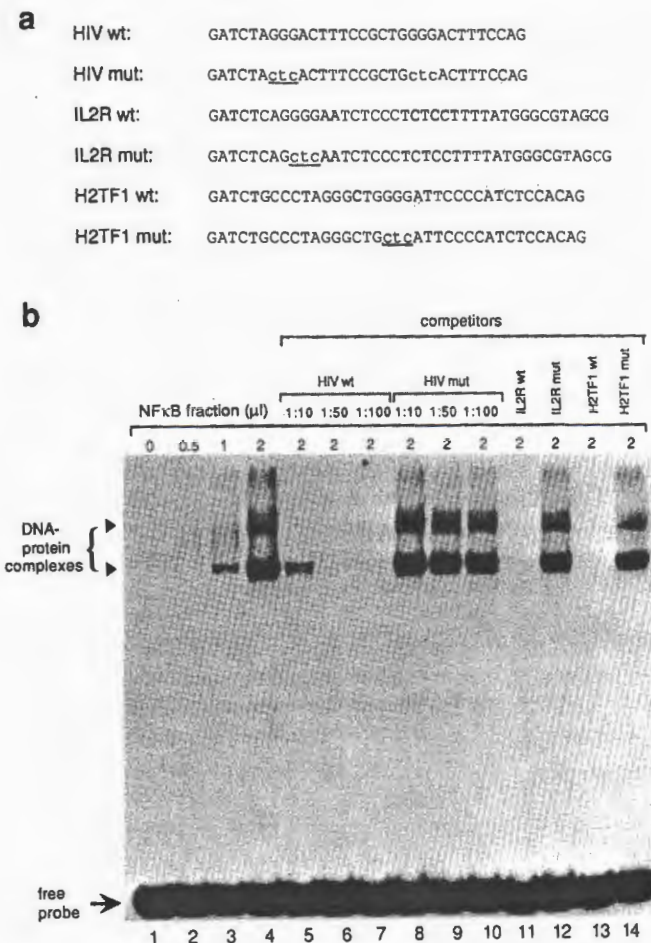 a
HIV wt: GATCTAGGGACTTTCCGCTGGGGACTTTCCAG
HIV mut: GATCTActcACTTTCCGCTGctcACTTTCCAG
IL2R wt: GATCTCAGGGGAATCTCCCTCTCCTTTTATGGGCGTAGCG
IL2R mut: GATCTCAGctcAATCTCCCTCTCCTTTTATGGGCGTAGCG
H2TF1 wt: GATCTGCCCTAGGGCTGGGGATTCCCCATCTCCACAG
H2TF1 mut: GATCTGCCCTAGGGCTGctcATTCCCCATCTCCACAG
b
competitors
HIV wt HIV mut IL2R wt IL2R mut H2TF1 wt H2TF1 mut
NFκB fraction (µl) 1:10 1:50 1:100 1:10 1:50 1:100
0 0.5 1 2 2 2 2 2 2 2 2 2 2 2
DNA-
protein
complexes
free
probe
1 2 3 4 5 6 7 8 9 10 11 12 13 14